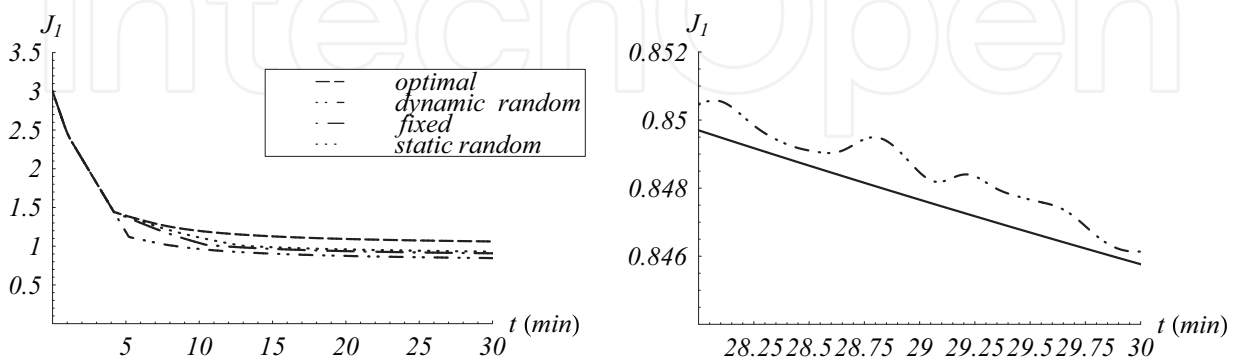 IntechOpen
J1
3.5
3
2.5
2
1.5
1
0.5
5 10 15 20 25 30
t (min)
optimal
dynamic random
fixed
static random
J1
0.852
0.85
0.848
0.846
28.25 28.5 28.75 29 29.25 29.5 29.75 30
t (min)